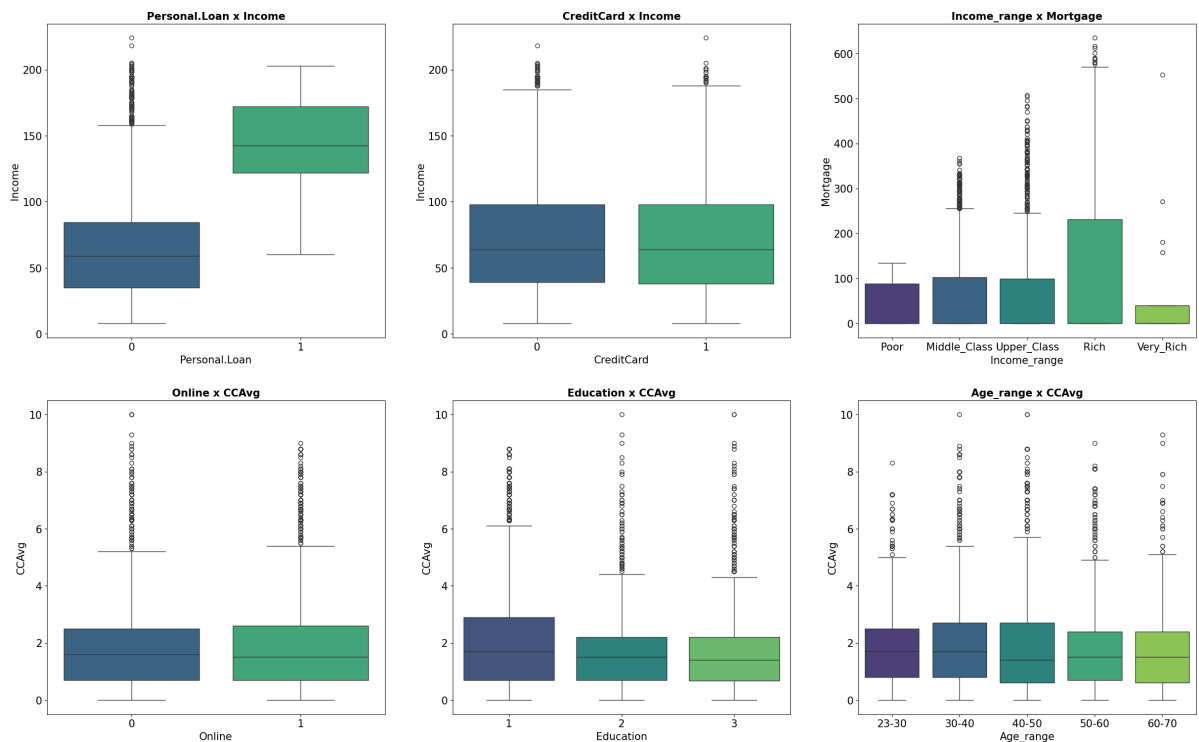 Personal.Loan x Income
200
150
100
50
0
Income
0 1
Personal.Loan
CreditCard x Income
200
150
100
50
0
Income
0 1
CreditCard
Income_range x Mortgage
600
500
400
300
200
100
0
Mortgage
Poor Middle_Class Upper_Class Rich Very_Rich
Income_range
Online x CCAvg
10
8
6
4
2
0
CCAvg
0 1
Online
Education x CCAvg
10
8
6
4
2
0
CCAvg
1 2 3
Education
Age_range x CCAvg
10
8
6
4
2
0
CCAvg
23-30 30-40 40-50 50-60 60-70
Age_range